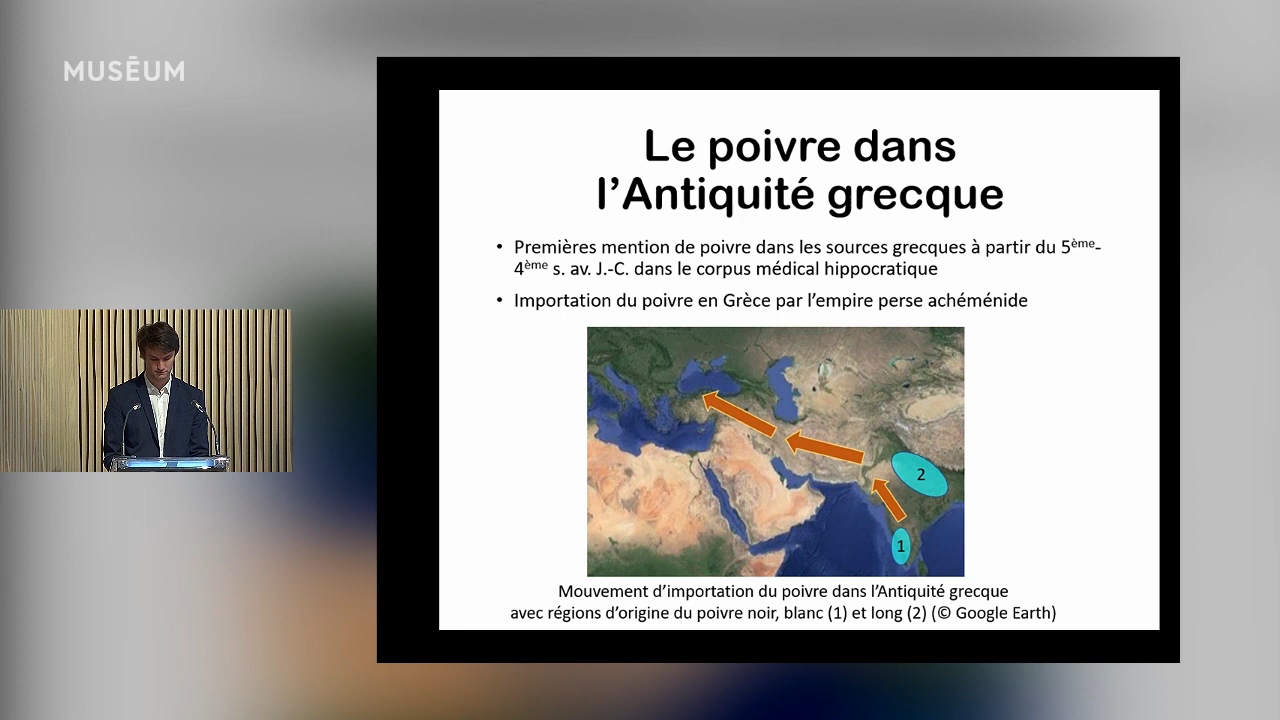 MUSĒUM
Le poivre dans
l’Antiquité grecque
• Premières mention de poivre dans les sources grecques à partir du 5ème-
4ème s. av. J.-C. dans le corpus médical hippocratique
• Importation du poivre en Grèce par l’empire perse achéménide
2
1
Mouvement d’importation du poivre dans l’Antiquité grecque
avec régions d’origine du poivre noir, blanc (1) et long (2) (© Google Earth)